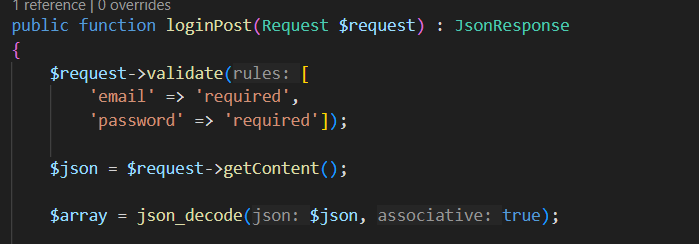 1 reference | 0 overrides
public function loginPost(Request $request) : JsonResponse
{
    $request->validate(rules: [
        'email' => 'required',
        'password' => 'required']);
    $json = $request->getContent();
    $array = json_decode(json: $json, associative: true);